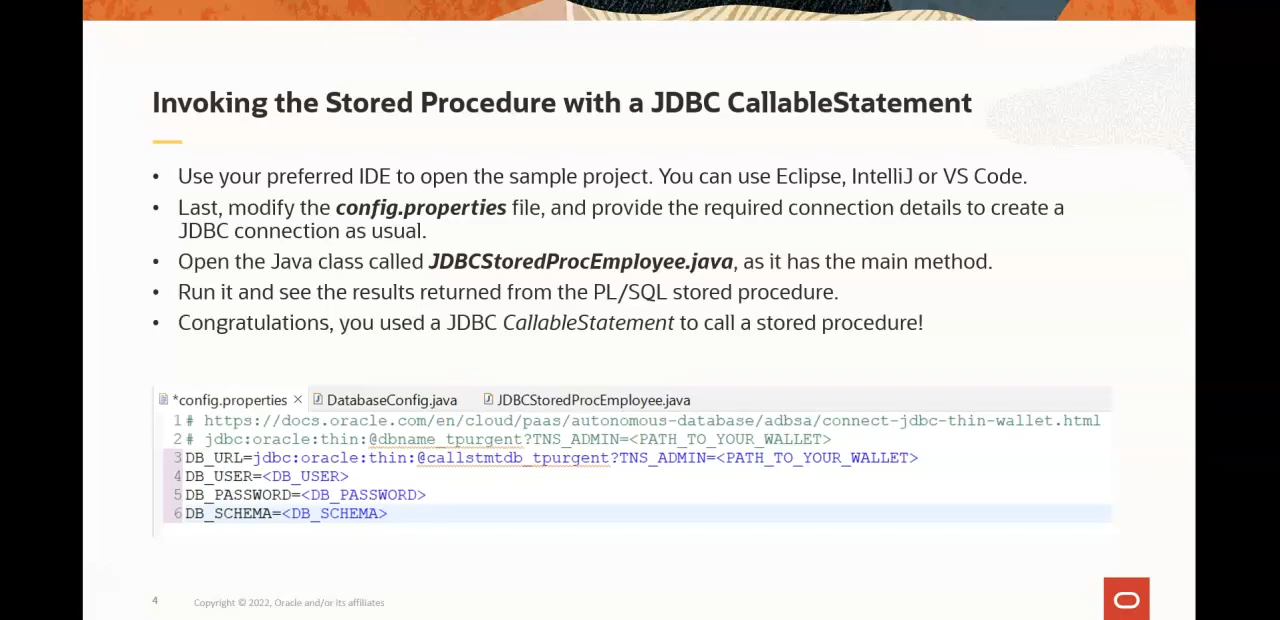 Invoking the Stored Procedure with a JDBC CallableStatement
• Use your preferred IDE to open the sample project. You can use Eclipse, IntelliJ or VS Code.
• Last, modify the config.properties file, and provide the required connection details to create a
JDBC connection as usual.
• Open the Java class called JDBCStoredProcEmployee.java, as it has the main method.
• Run it and see the results returned from the PL/SQL stored procedure.
• Congratulations, you used a JDBC CallableStatement to call a stored procedure!
*config.properties × DatabaseConfig.java JDBCStoredProcEmployee.java
1 # https://docs.oracle.com/en/cloud/paas/autonomous-database/adbsa/connect-jdbc-thin-wallet.html
2 # jdbc:oracle:thin:@dbname_tpurgent?TNS_ADMIN=<PATH_TO_YOUR_WALLET>
3 DB_URL=jdbc:oracle:thin:@callstmtdb_tpurgent?TNS_ADMIN=<PATH_TO_YOUR_WALLET>
4 DB_USER=<DB_USER>
5 DB_PASSWORD=<DB_PASSWORD>
6 DB_SCHEMA=<DB_SCHEMA>
4 Copyright © 2022, Oracle and/or its affiliates